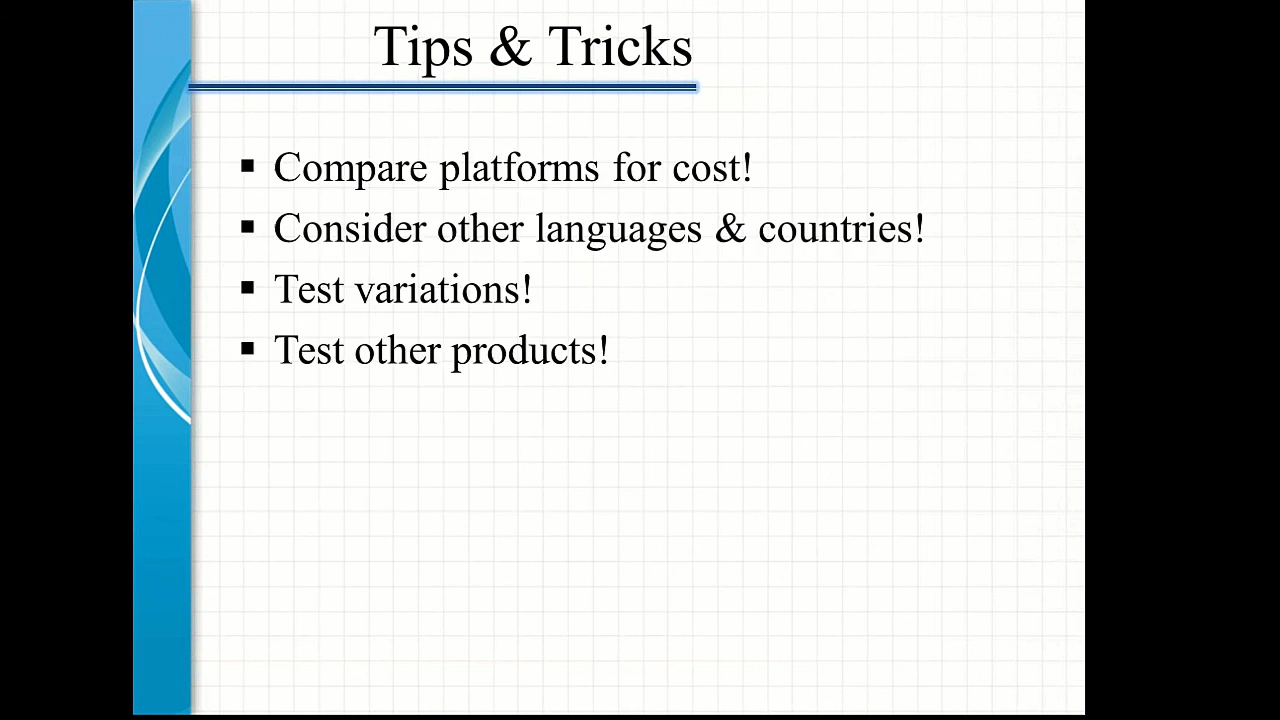 Tips & Tricks
▪ Compare platforms for cost!
▪ Consider other languages & countries!
▪ Test variations!
▪ Test other products!